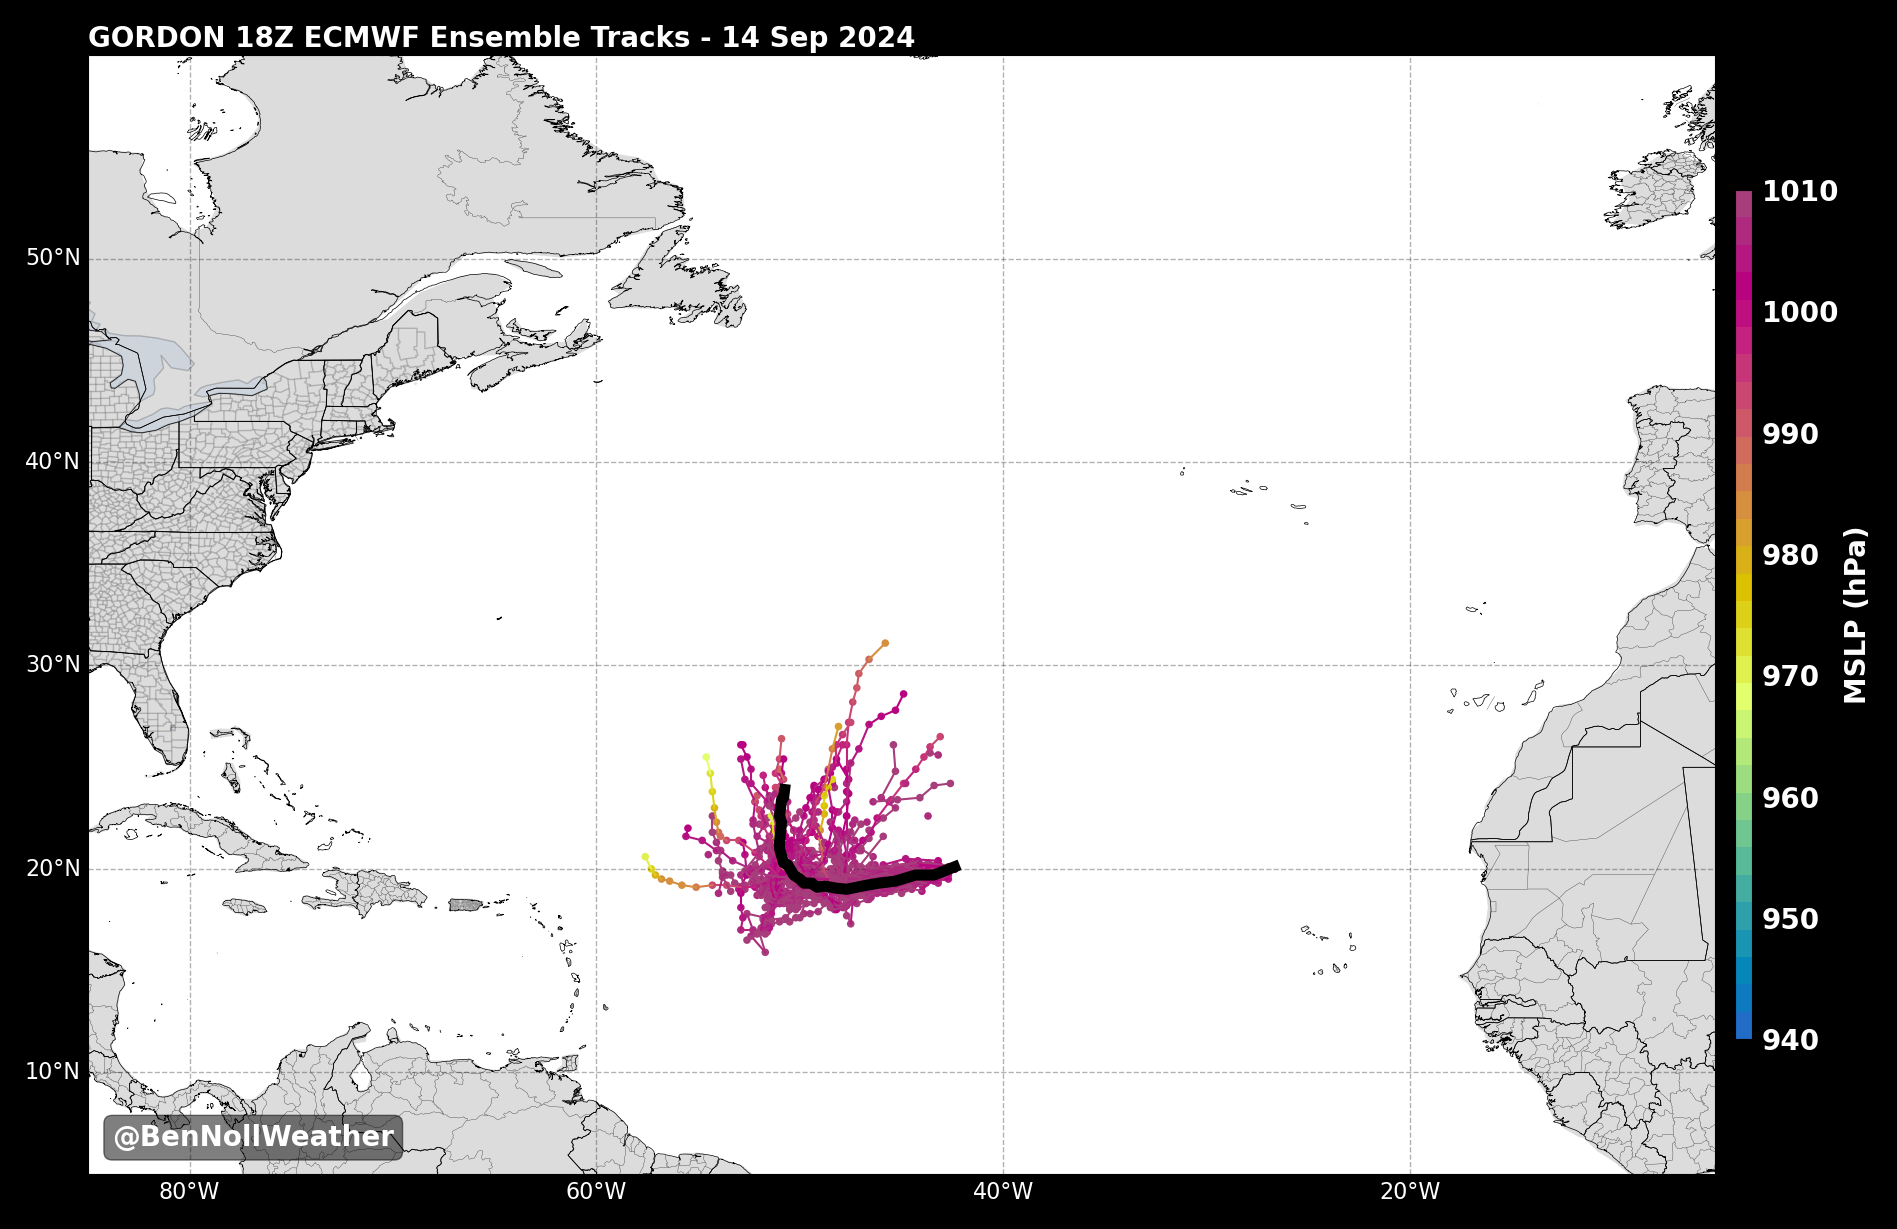 GORDON 18Z ECMWF Ensemble Tracks - 14 Sep 2024
50°N
40°N
30°N
20°N
10°N
80°W
60°W
40°W
20°W
1010
1000
990
980
970
960
950
940
MSLP (hPa)
@BenNollWeather